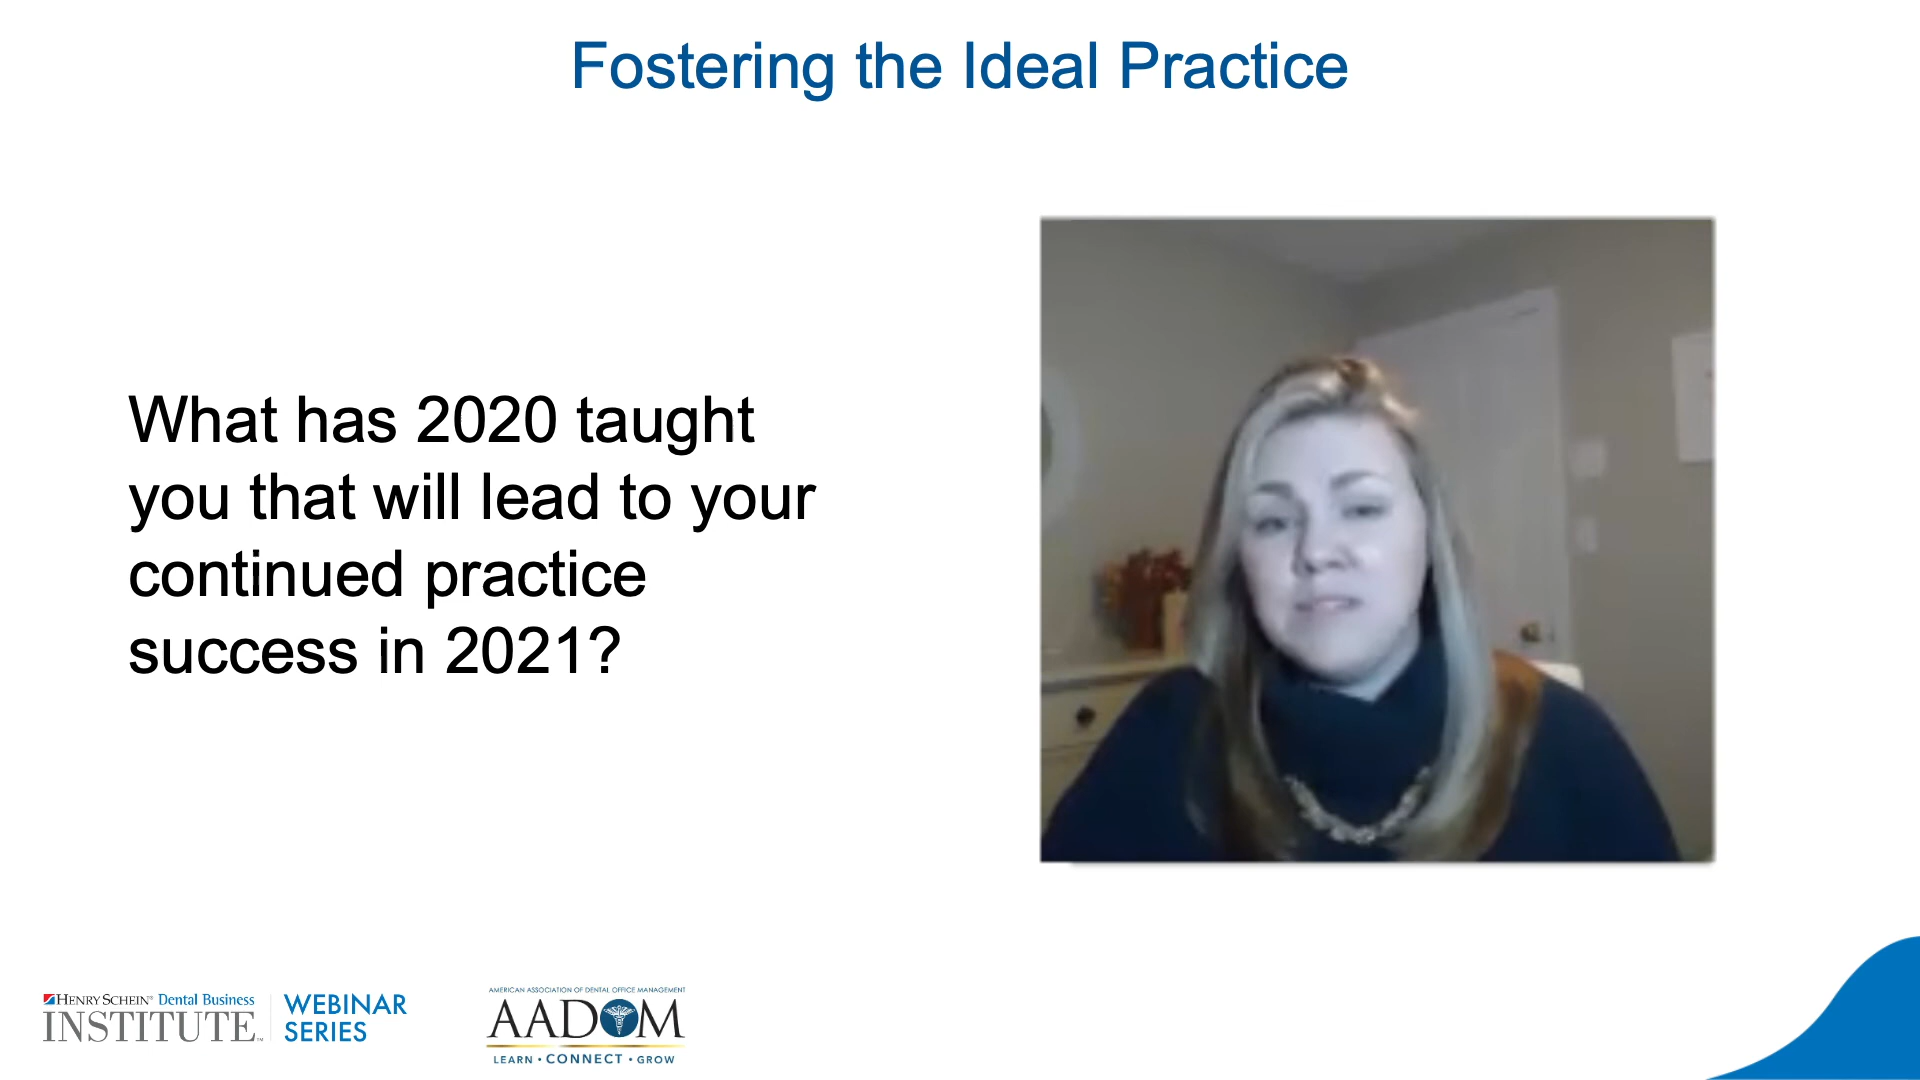 Fostering the Ideal Practice
What has 2020 taught
you that will lead to your
continued practice
success in 2021?
HENRY SCHEIN® Dental Business
INSTITUTE™
WEBINAR
SERIES
AMERICAN ASSOCIATION OF DENTAL OFFICE MANAGEMENT
AADOM
LEARN • CONNECT • GROW